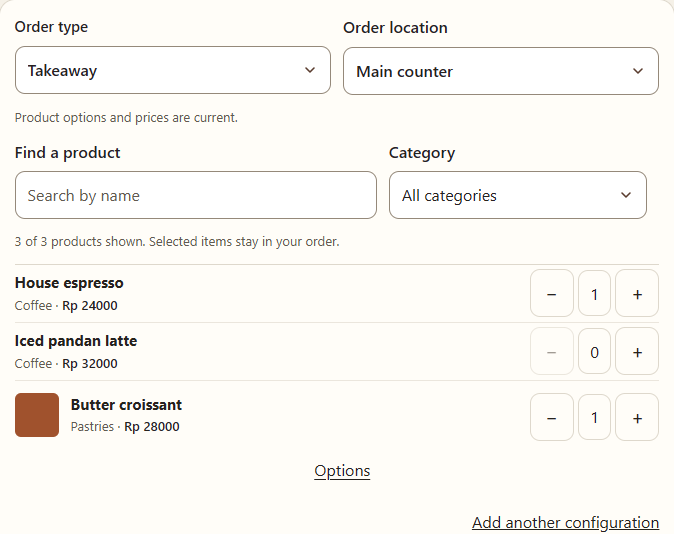 Order type
Order location
Takeaway
Main counter
Product options and prices are current.
Find a product
Category
Search by name
All categories
3 of 3 products shown. Selected items stay in your order.
House espresso
Coffee · Rp 24000
− 1 +
Iced pandan latte
Coffee · Rp 32000
− 0 +
Butter croissant
Pastries · Rp 28000
− 1 +
Options
Add another configuration